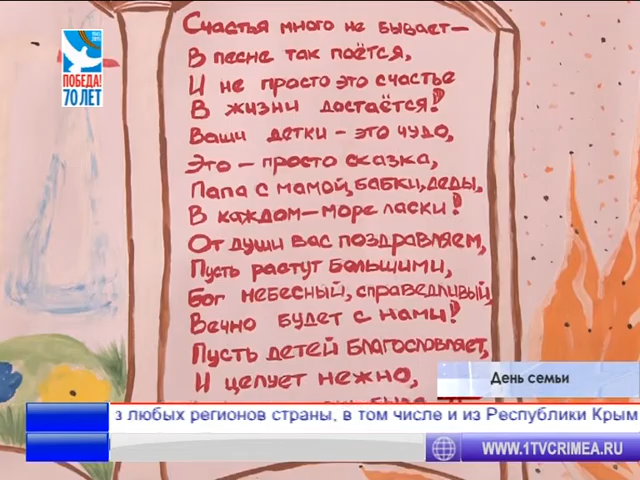 Счастья много не бывает—
В песне так поётся,
И не просто это счастье
В жизни достаётся!
Ваши детки – это чудо,
Это – просто сказка,
Папа с мамой, бабки, деды,
В каждом – море ласки!
От души вас поздравляем,
Пусть растут большими,
Бог небесный, справедливый,
Вечно будет с нами!
Пусть детей благословляет,
И целует нежно,
ПОБЕДА!
70 ЛЕТ
День семьи
з любых регионов страны, в том числе и из Республики Крым
WWW.1TVCRIMEA.RU